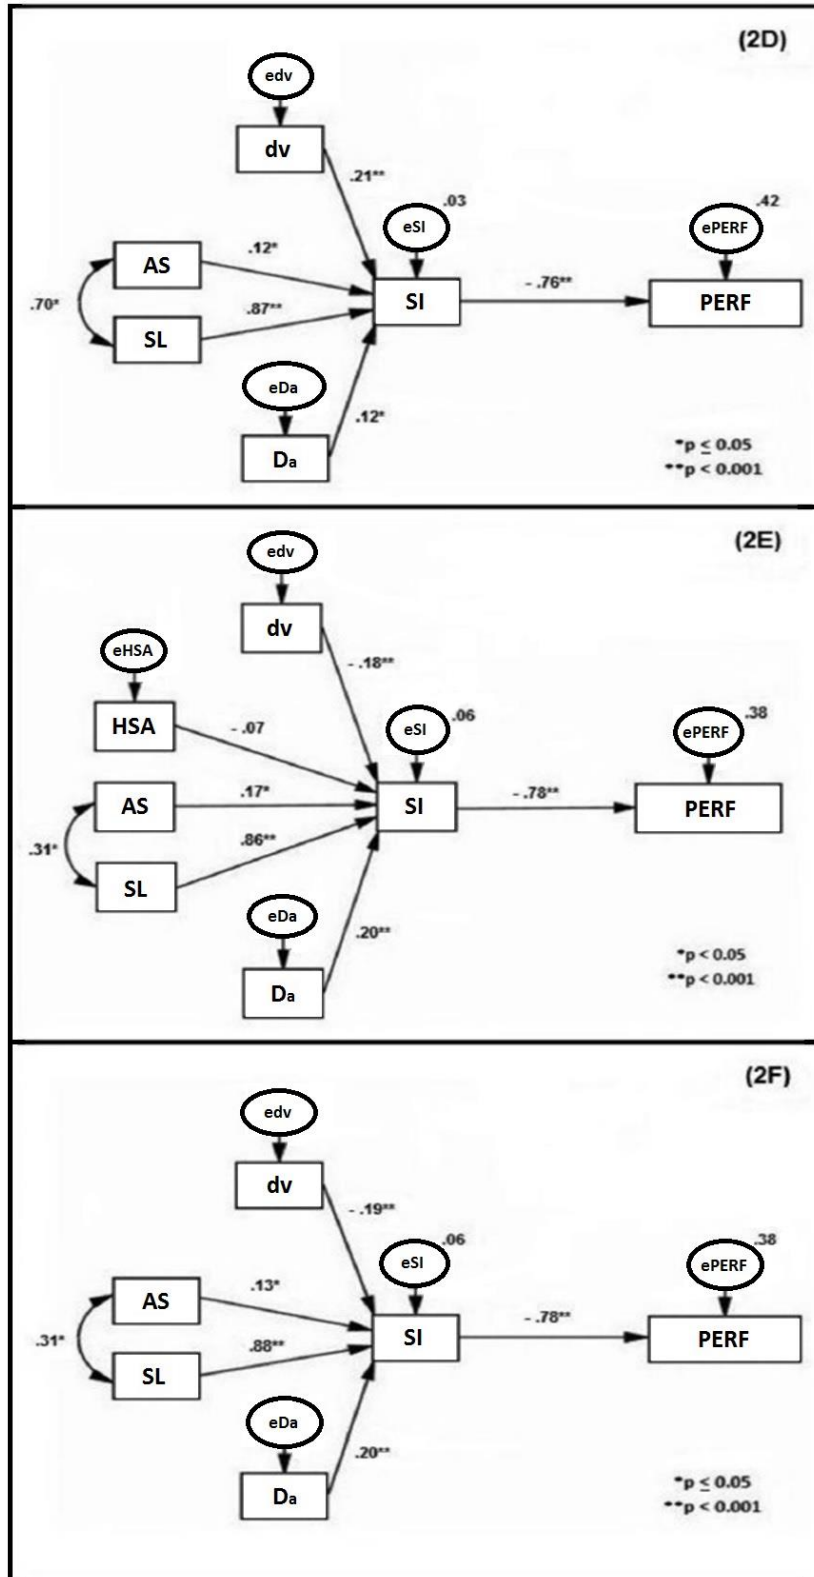 (2D)
edv
dv
.21**
.03
.42
eSI
ePERF
.12*
AS
SI
- .76**
PERF
.70*
.87**
SL
eDa
.12*
Da
*p ≤ 0.05
**p < 0.001
(2E)
edv
dv
eHSA
- .18**
.06
.38
eSI
ePERF
HSA
- .07
AS
.17*
SI
- .78**
PERF
.31*
.86**
SL
eDa
.20**
Da
*p < 0.05
**p < 0.001
(2F)
edv
dv
- .19**
.06
.38
eSI
ePERF
.13*
AS
SI
- .78**
PERF
.31*
.88**
SL
eDa
.20**
Da
*p ≤ 0.05
**p < 0.001